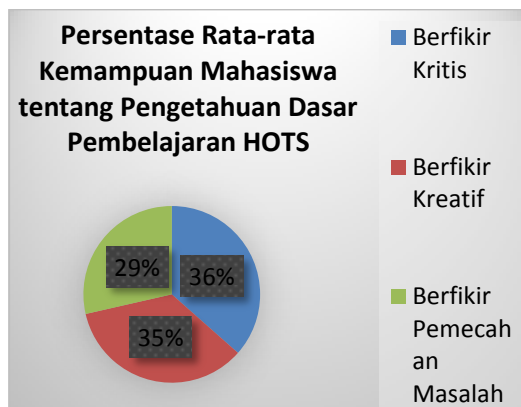 Persentase Rata-rata
Kemampuan Mahasiswa
tentang Pengetahuan Dasar
Pembelajaran HOTS
29%
36%
35%
Berfikir
Kritis
Berfikir
Kreatif
Berfikir
Pemecah
an
Masalah